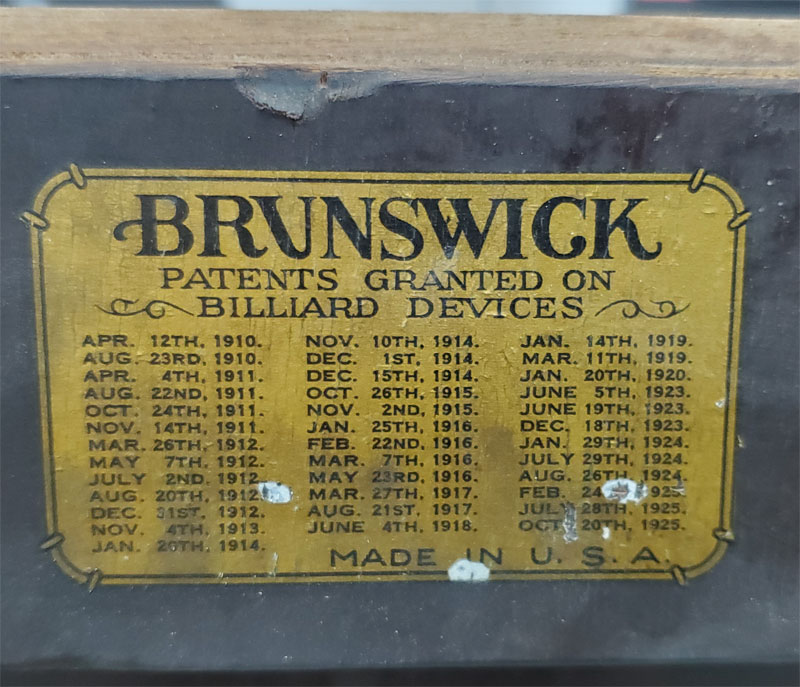 BRUNSWICK
PATENTS GRANTED ON
BILLIARD DEVICES
APR. 12TH, 1910.
AUG. 23RD, 1910.
APR. 4TH, 1911.
AUG. 22ND, 1911.
OCT. 24TH, 1911.
NOV. 14TH, 1911.
MAR. 26TH, 1912.
MAY 7TH, 1912.
JULY 2ND, 1912.
AUG. 20TH, 1912
DEC. 31ST, 1912.
NOV. 4TH, 1913.
JAN. 20TH, 1914.
NOV. 10TH, 1914.
DEC. 1ST, 1914.
DEC. 15TH, 1914.
OCT. 26TH, 1915.
NOV. 2ND, 1915.
JAN. 25TH, 1916.
FEB. 22ND, 1916.
MAR. 7TH, 1916.
MAY 23RD, 1916.
MAR. 27TH, 1917.
AUG. 21ST, 1917.
JUNE 4TH, 1918.
JAN. 14TH, 1919.
MAR. 11TH, 1919.
JAN. 20TH, 1920.
JUNE 5TH, 1923.
JUNE 19TH, 1923.
DEC. 18TH, 1923.
JAN. 29TH, 1924.
JULY 29TH, 1924.
AUG. 26TH, 1924.
FEB. 24
JULY 28TH, 1925.
OCT. 20TH, 1925.
MADE IN U. S. A.